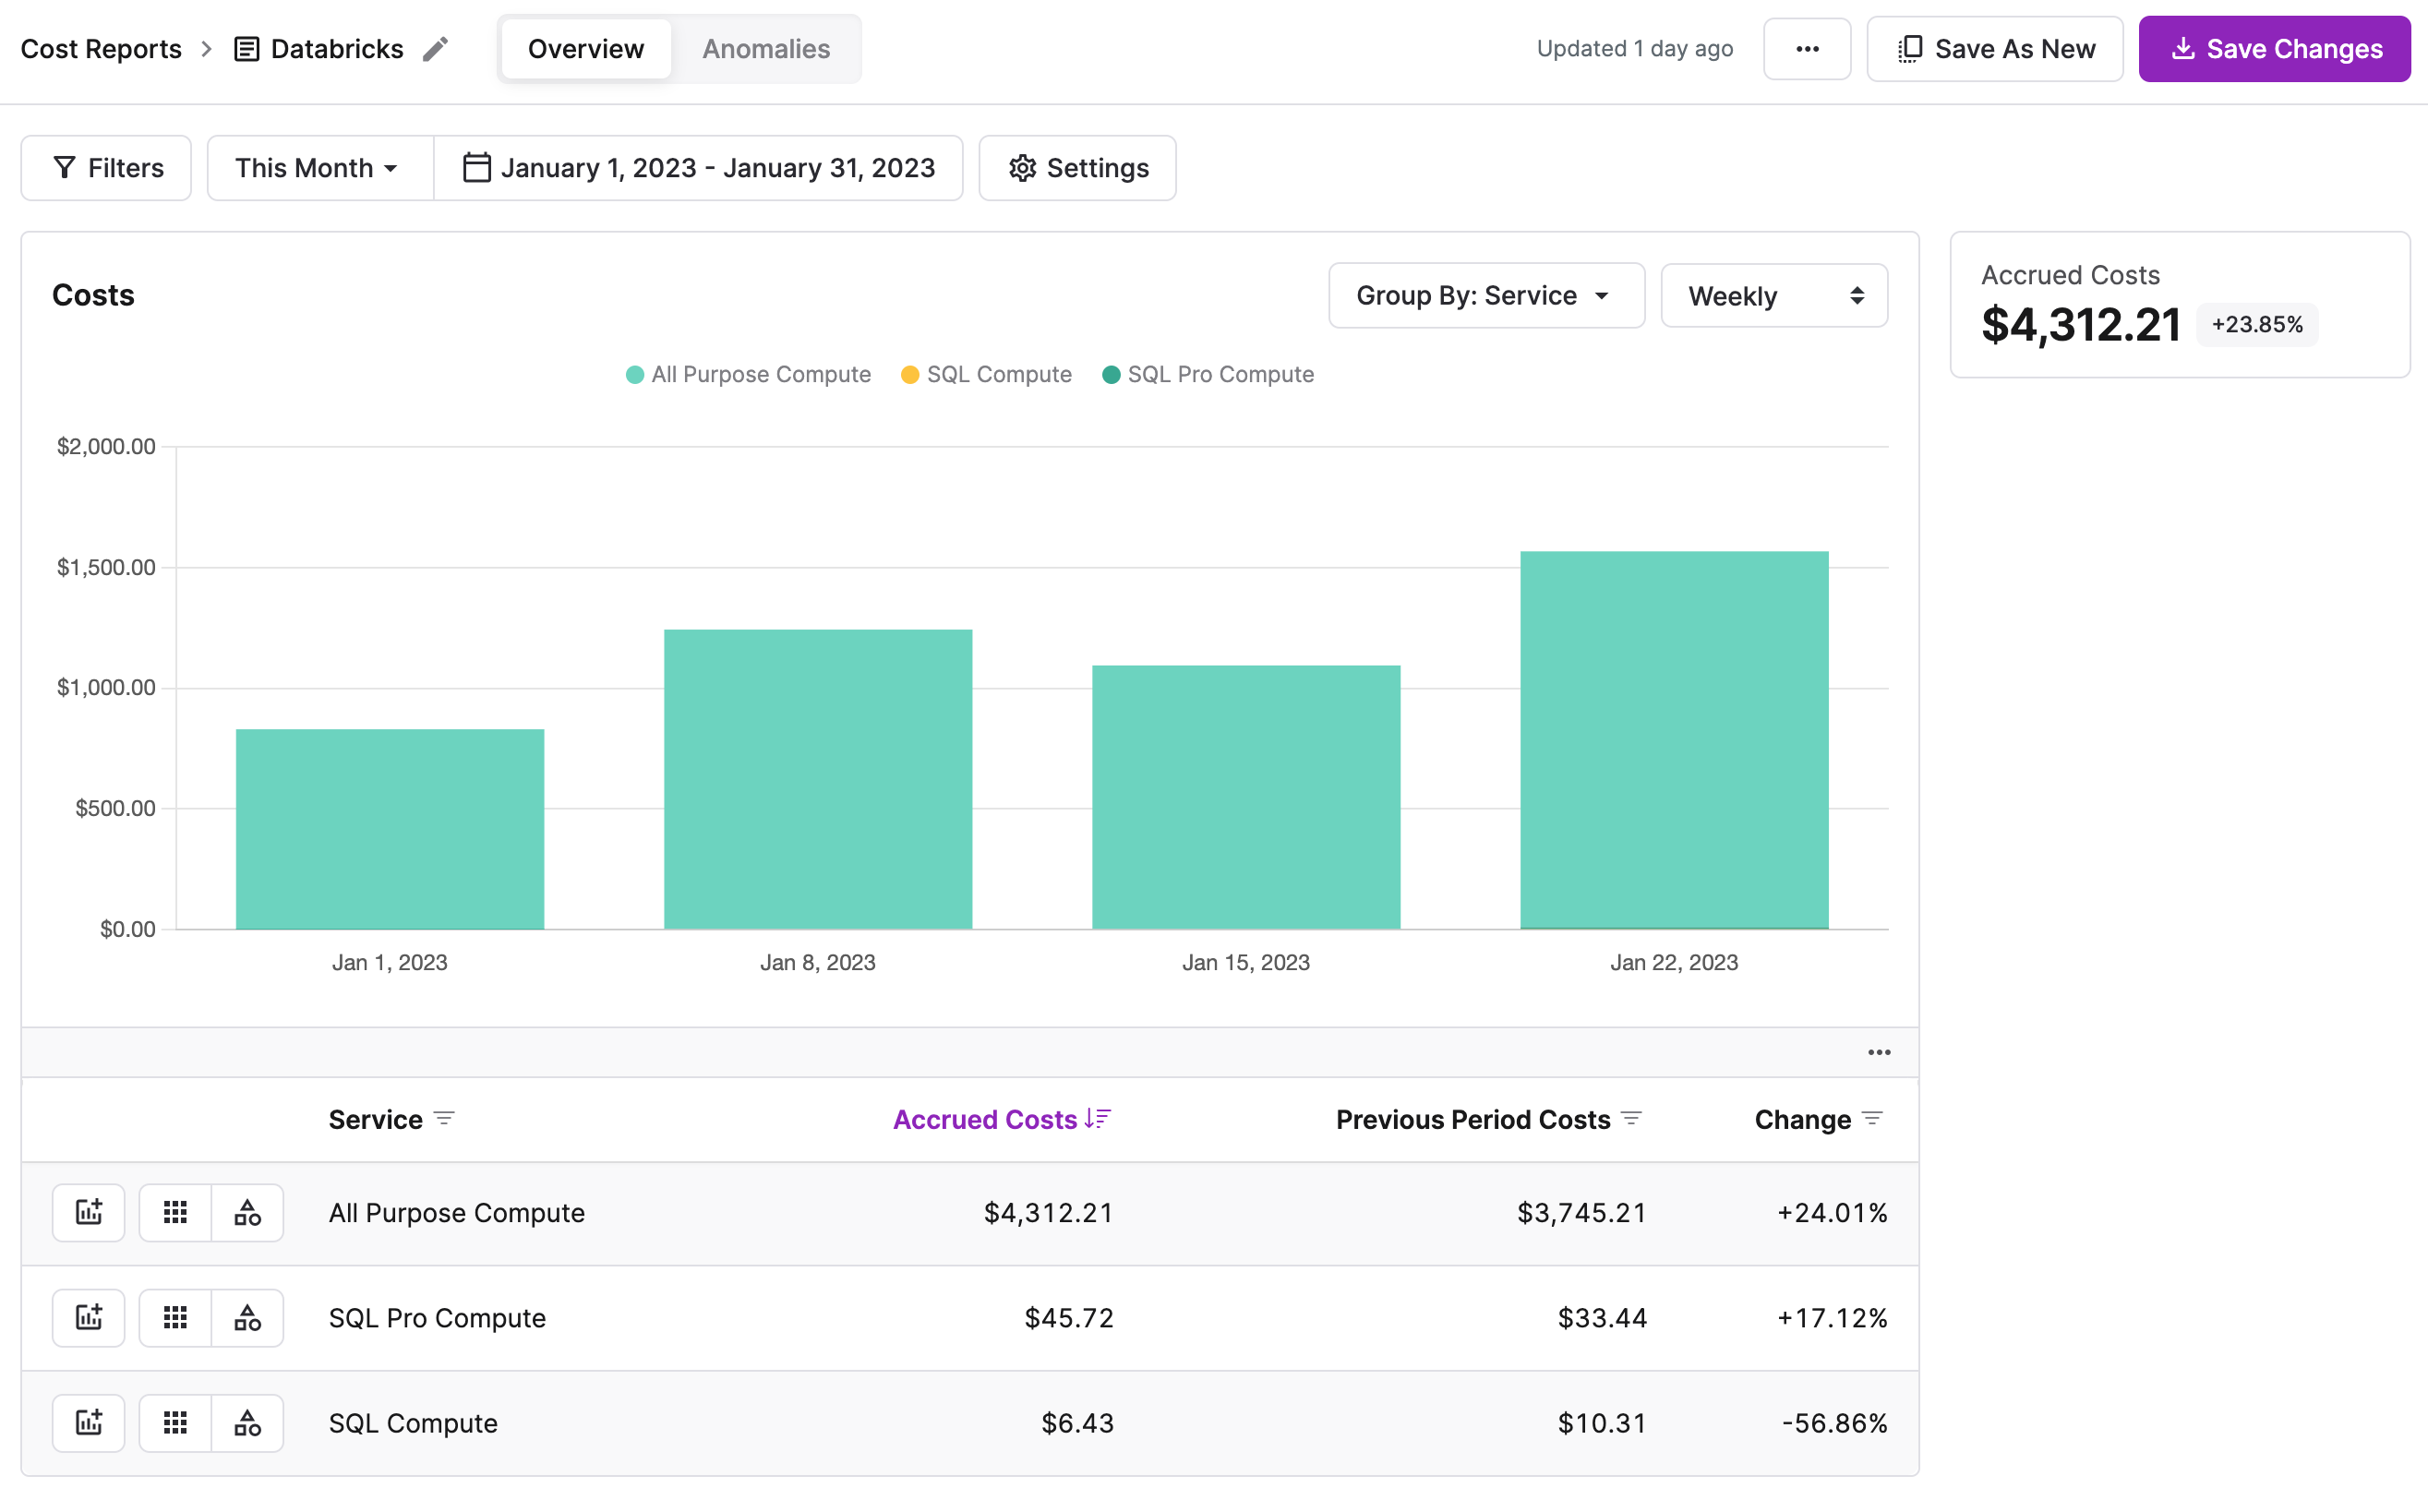 Cost Reports > Databricks Overview Anomalies Updated 1 day ago ... Save As New Save Changes
Filters This Month January 1, 2023 - January 31, 2023 Settings
Costs Group By: Service Weekly
Accrued Costs
$4,312.21 +23.85%
All Purpose Compute SQL Compute SQL Pro Compute
$2,000.00
$1,500.00
$1,000.00
$500.00
$0.00
Jan 1, 2023 Jan 8, 2023 Jan 15, 2023 Jan 22, 2023
...
Service Accrued Costs Previous Period Costs Change
All Purpose Compute $4,312.21 $3,745.21 +24.01%
SQL Pro Compute $45.72 $33.44 +17.12%
SQL Compute $6.43 $10.31 -56.86%